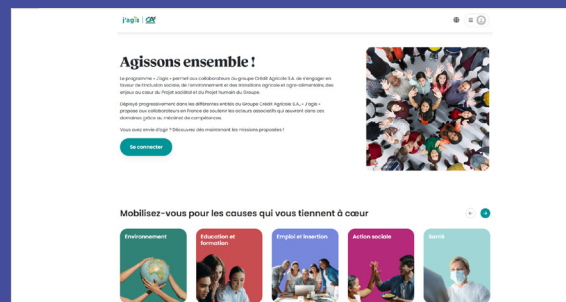 j'agis | CA
Agissons ensemble !
Le programme « J'agis » permet aux collaborateurs du groupe Crédit Agricole S.A. de s'engager en
faveur de l'inclusion sociale, de l'environnement et des transitions agricole et agro-alimentaire, des
enjeux au cœur du Projet sociétal et du Projet humain du Groupe.
Déployé progressivement dans les différentes entités du Groupe Crédit Agricole S.A., « J'agis »
propose aux collaborateurs en France de soutenir les acteurs associatifs qui œuvrent dans ces
domaines grâce au mécénat de compétences.
Vous avez envie d'agir ? Découvrez dès maintenant les missions proposées !
Se connecter
Mobilisez-vous pour les causes qui vous tiennent à cœur
Environnement
Education et
formation
Emploi et insertion
Action sociale
Santé